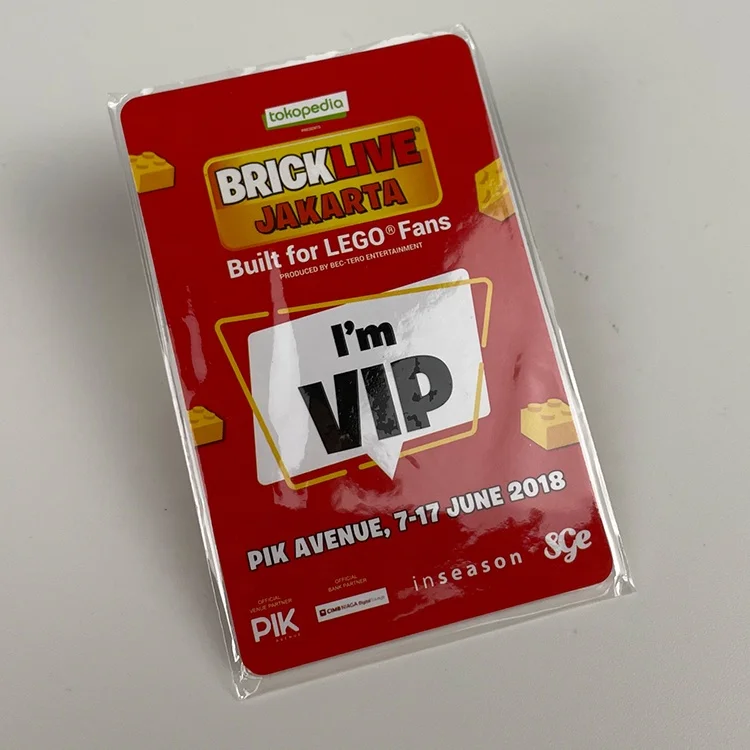 tokopedia
PRESENTS
BRICKLIVE®
JAKARTA
Built for LEGO® Fans
PRODUCED BY BEC-TERO ENTERTAINMENT
I'm
VIP
PIK AVENUE, 7-17 JUNE 2018
OFFICIAL
VENUE PARTNER
PIK
AVENUE
OFFICIAL
BANK PARTNER
CIMB NIAGA
inseason
SGe